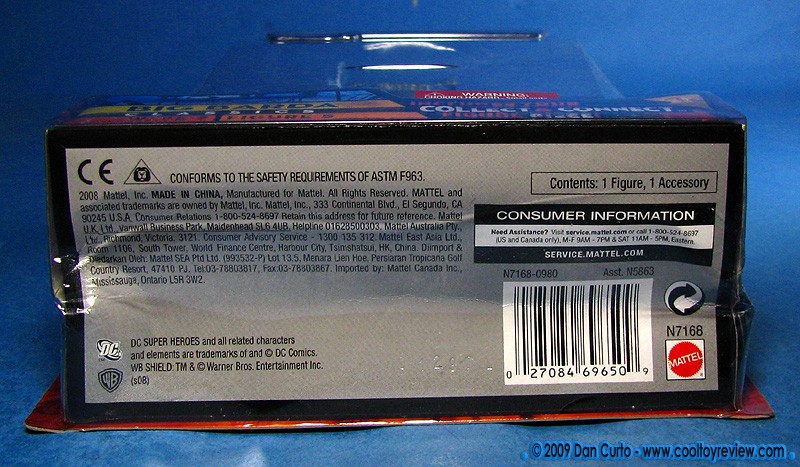 WARNING:
BIG BARDA
CLASSICS
COLLECT CONNECT
CONFORMS TO THE SAFETY REQUIREMENTS OF ASTM F963.
2008 Mattel, Inc. MADE IN CHINA, Manufactured for Mattel. All Rights Reserved. MATTEL and
associated trademarks are owned by Mattel, Inc. Mattel, Inc., 333 Continental Blvd., El Segundo, CA
90245 U.S.A. Consumer Relations 1-800-524-8697 Retain this address for future reference. Mattel
U.K. Ltd., Vanwall Business Park, Maidenhead SL6 4UB. Helpline 01628500303. Mattel Australia Pty.,
Ltd., Richmond, Victoria. 3121. Consumer Advisory Service - 1300 135 312. Mattel East Asia Ltd.,
Room 1106, South Tower, World Finance Centre, Harbour City, Tsimshatsui, HK, China. Diimport &
Diedarkan Oleh: Mattel SEA Ptd Ltd. (993532-P) Lot 13.5, Menara Lien Hoe, Persiaran Tropicana Golf
Country Resort, 47410 PJ. Tel:03-78803817, Fax:03-78803867. Imported by: Mattel Canada Inc.,
Mississauga, Ontario L5R 3W2.
Contents: 1 Figure, 1 Accessory
CONSUMER INFORMATION
Need Assistance? Visit service.mattel.com or call 1-800-524-8697
(US and Canada only), M-F 9AM - 7PM & SAT 11AM - 5PM, Eastern.
SERVICE.MATTEL.COM
N7168-0980 Asst. N5863
0 27084 69650 9
N7168
MATTEL
DC
DC SUPER HEROES and all related characters
and elements are trademarks of and © DC Comics.
WB SHIELD: TM & © Warner Bros. Entertainment Inc.
(s08)
WB
© 2009 Dan Curto - www.cooltoyreview.com